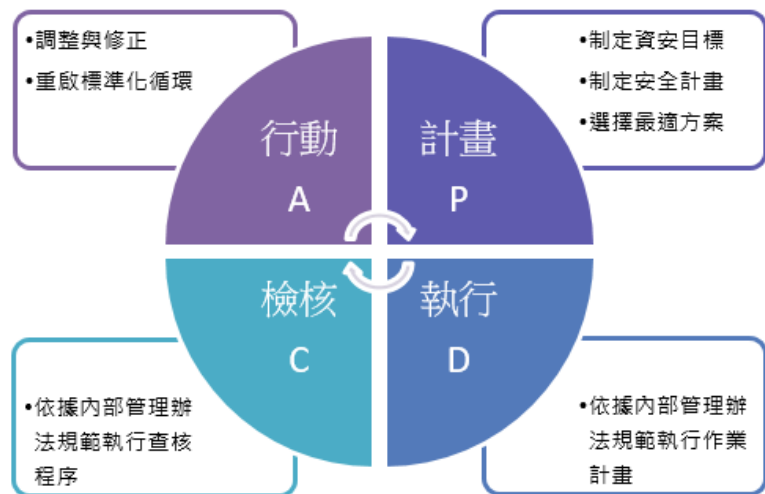 •調整與修正
•重啟標準化循環
•制定資安目標
•制定安全計畫
•選擇最適方案
行動
A
計畫
P
檢核
C
執行
D
•依據內部管理辦
法規範執行查核
程序
•依據內部管理辦
法規範執行作業
計畫